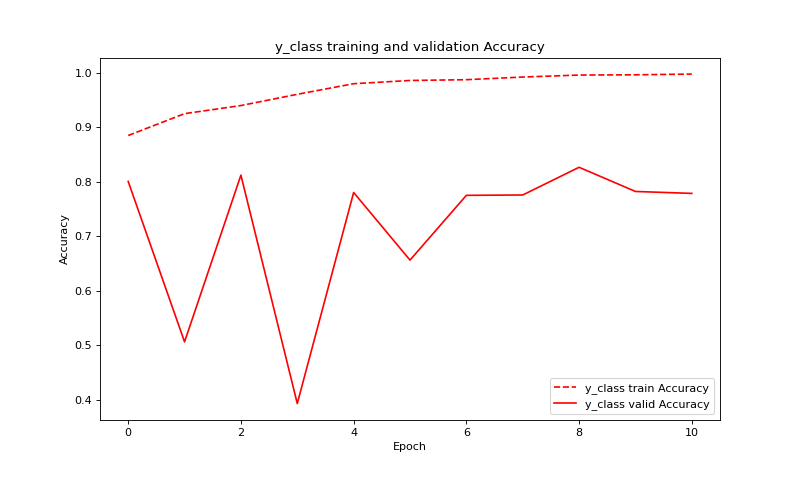 y_class training and validation Accuracy
1.0
0.9
0.8
0.7
0.6
0.5
0.4
Accuracy
y_class train Accuracy
y_class valid Accuracy
0 2 4 6 8 10
Epoch